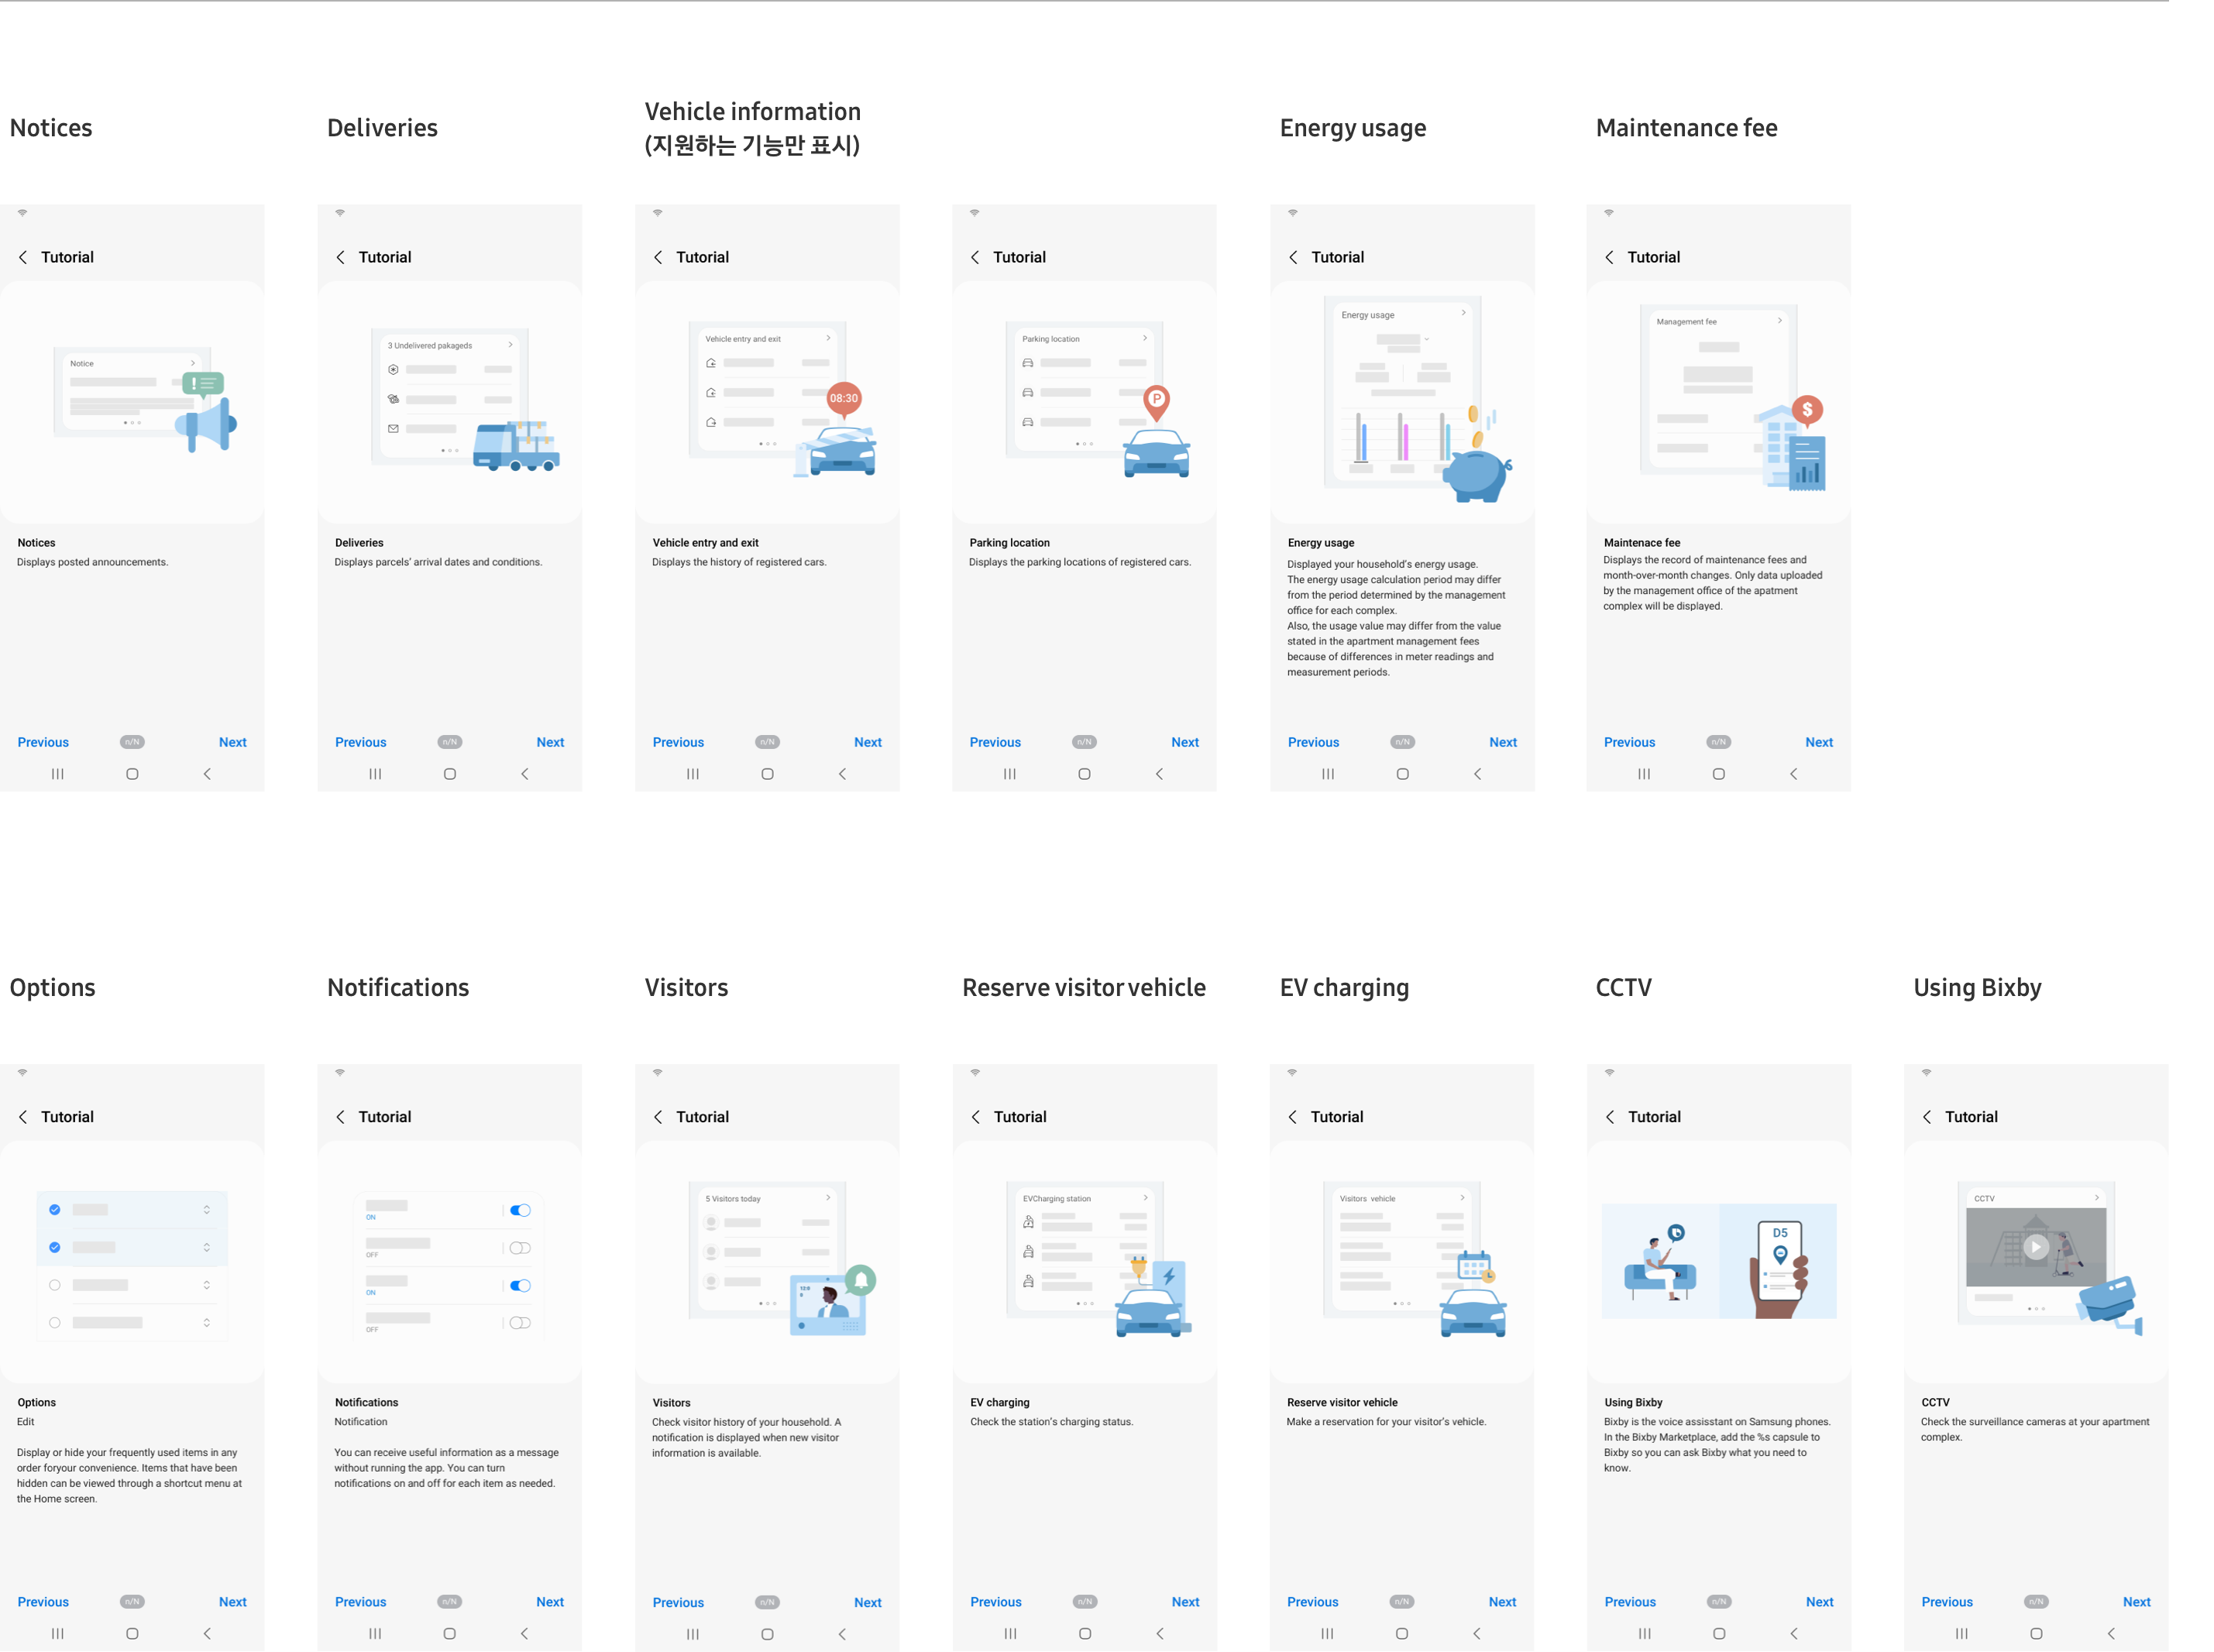 Notices
Deliveries
Vehicle information
(지원하는 기능만 표시)
Energy usage
Maintenance fee
Tutorial
Notice
Notices
Displays posted announcements.
Previous
n/N
Next
Tutorial
3 Undelivered pakageds
Deliveries
Displays parcels' arrival dates and conditions.
Previous
n/N
Next
Tutorial
Vehicle entry and exit
08:30
Vehicle entry and exit
Displays the history of registered cars.
Previous
n/N
Next
Tutorial
Parking location
P
Parking location
Displays the parking locations of registered cars.
Previous
n/N
Next
Tutorial
Energy usage
Energy usage
Displayed your household's energy usage.
The energy usage calculation period may differ
from the period determined by the management
office for each complex.
Also, the usage value may differ from the value
stated in the apartment management fees
because of differences in meter readings and
measurement periods.
Previous
n/N
Next
Tutorial
Management fee
$
Maintenace fee
Displays the record of maintenance fees and
month-over-month changes. Only data uploaded
by the management office of the apatment
complex will be displayed.
Previous
n/N
Next
Options
Notifications
Visitors
Reserve visitor vehicle
EV charging
CCTV
Using Bixby
Tutorial
Options
Edit
Display or hide your frequently used items in any
order foryour convenience. Items that have been
hidden can be viewed through a shortcut menu at
the Home screen.
Previous
n/N
Next
Tutorial
ON
OFF
ON
OFF
Notifications
Notification
You can receive useful information as a message
without running the app. You can turn
notifications on and off for each item as needed.
Previous
n/N
Next
Tutorial
5 Visitors today
Visitors
Check visitor history of your household. A
notification is displayed when new visitor
information is available.
Previous
n/N
Next
Tutorial
EVCharging station
EV charging
Check the station's charging status.
Previous
n/N
Next
Tutorial
Visitors vehicle
Reserve visitor vehicle
Make a reservation for your visitor's vehicle.
Previous
n/N
Next
Tutorial
D5
Using Bixby
Bixby is the voice assisstant on Samsung phones.
In the Bixby Marketplace, add the %s capsule to
Bixby so you can ask Bixby what you need to
know.
Previous
n/N
Next
Tutorial
CCTV
CCTV
Check the surveillance cameras at your apartment
complex.
Previous
n/N
Next